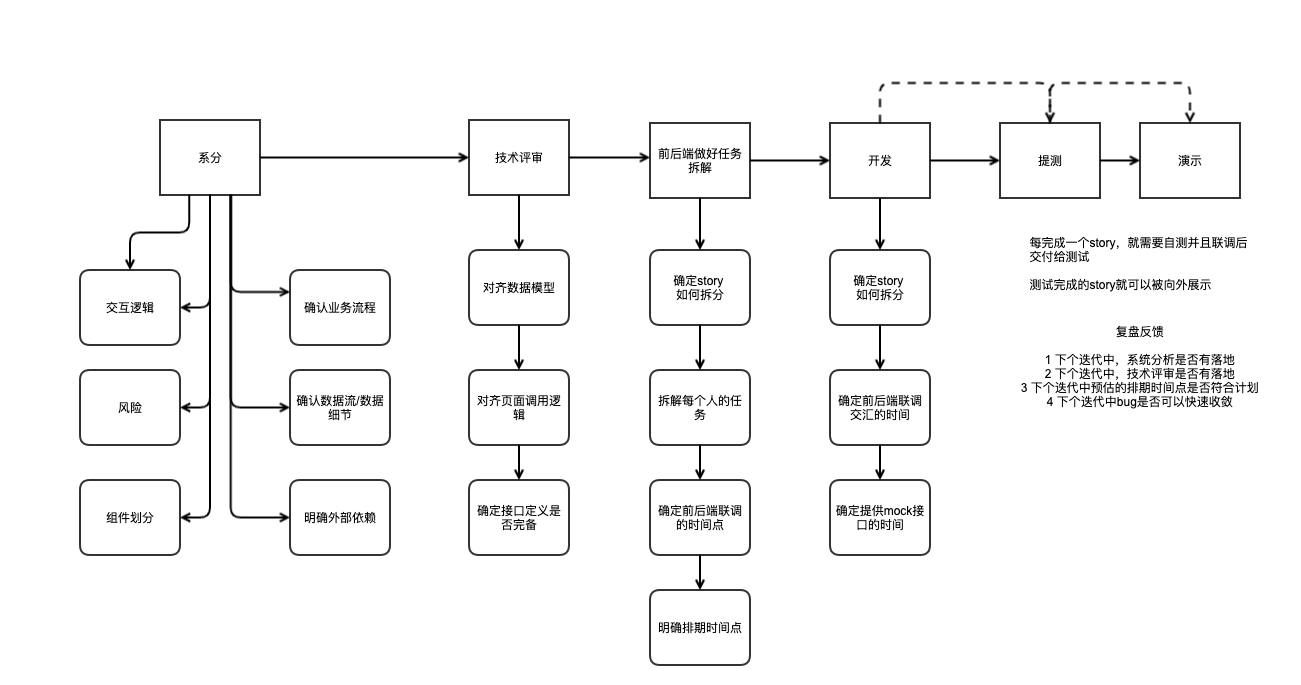 系分
技术评审
前后端做好任务
拆解
开发
提测
演示
交互逻辑
风险
组件划分
确认业务流程
确认数据流/数据
细节
明确外部依赖
对齐数据模型
对齐页面调用逻
辑
确定接口定义是
否完备
确定story
如何拆分
拆解每个人的任
务
确定前后端联调
的时间点
明确排期时间点
确定story
如何拆分
确定前后端联调
交汇的时间
确定提供mock接
口的时间
每完成一个story，就需要自测并且联调后
交付给测试
测试完成的story就可以被向外展示
复盘反馈
1 下个迭代中，系统分析是否有落地
2 下个迭代中，技术评审是否有落地
3 下个迭代中预估的排期时间点是否符合计划
4 下个迭代中bug是否可以快速收敛